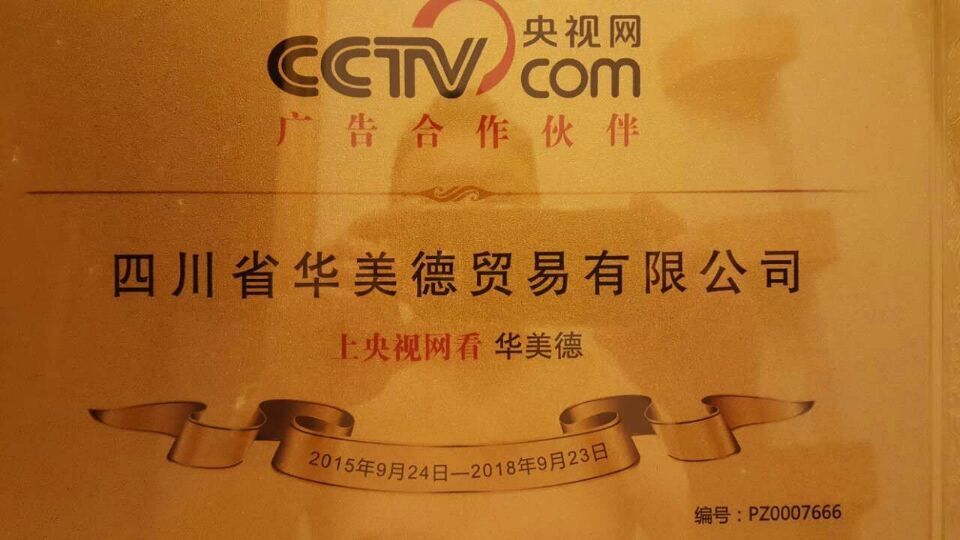 CCTV 央视网
com
广告合作伙伴
四川省华美德贸易有限公司
上央视网看 华美德
2015年9月24日—2018年9月23日
编号：PZ0007666